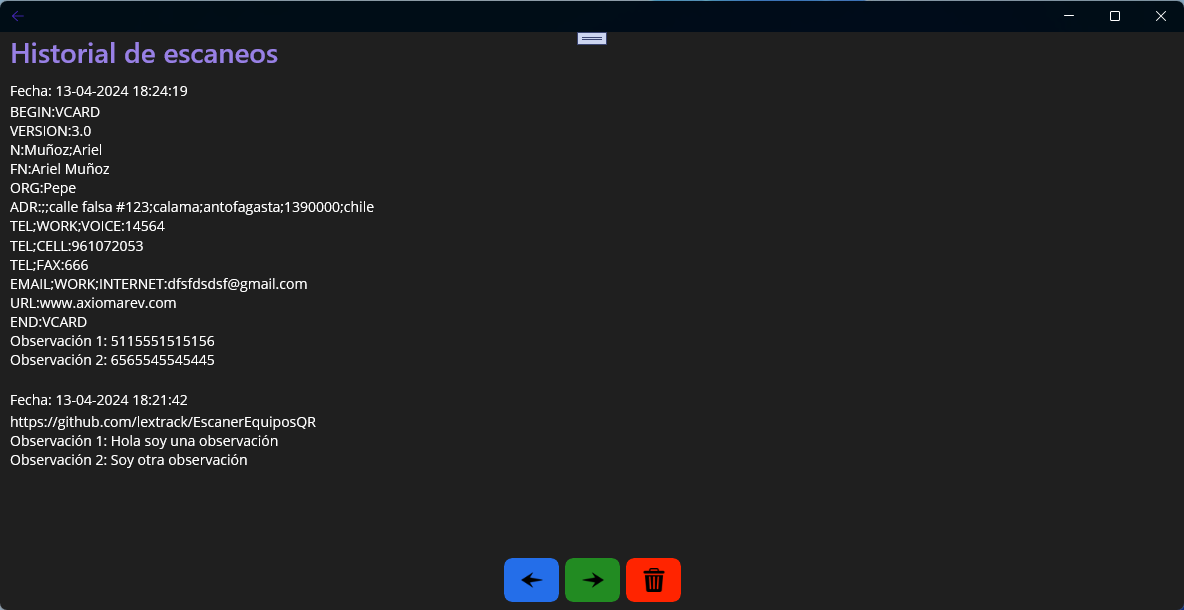 Historial de escaneos
Fecha: 13-04-2024 18:24:19
BEGIN:VCARD
VERSION:3.0
N:Muñoz;Ariel
FN:Ariel Muñoz
ORG:Pepe
ADR:;;calle falsa #123;calama;antofagasta;1390000;chile
TEL;WORK;VOICE:14564
TEL;CELL:961072053
TEL;FAX:666
EMAIL;WORK;INTERNET:dfsfdsdsf@gmail.com
URL:www.axiomarev.com
END:VCARD
Observación 1: 5115551515156
Observación 2: 6565545545445
Fecha: 13-04-2024 18:21:42
https://github.com/lextrack/EscanerEquiposQR
Observación 1: Hola soy una observación
Observación 2: Soy otra observación